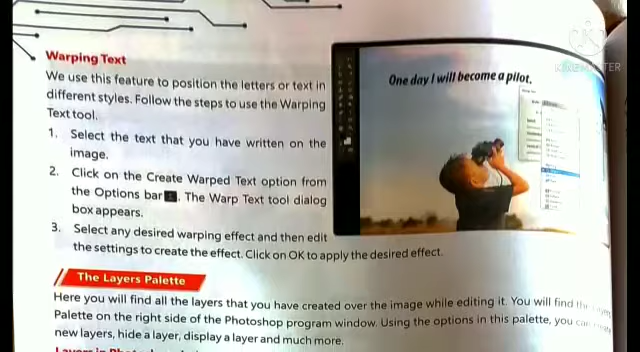 Warping Text
We use this feature to position the letters or text in
different styles. Follow the steps to use the Warping
Text tool.
1. Select the text that you have written on the
image.
2. Click on the Create Warped Text option from
the Options bar. The Warp Text tool dialog
box appears.
3. Select any desired warping effect and then edit
the settings to create the effect. Click on OK to apply the desired effect.
One day I will become a pilot.
KINEMASTER
The Layers Palette
Here you will find all the layers that you have created over the image while editing it. You will find the
Palette on the right side of the Photoshop program window. Using the options in this palette, you can create
new layers, hide a layer, display a layer and much more.